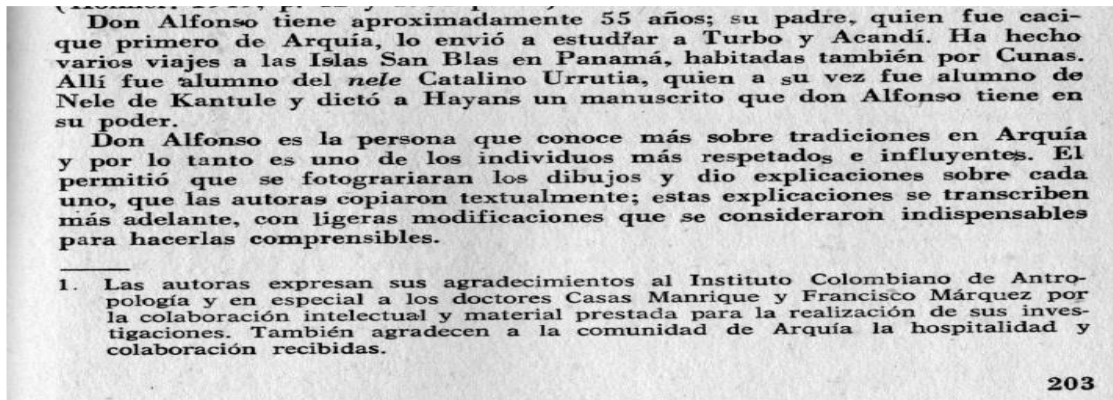 Don Alfonso tiene aproximadamente 55 años; su padre, quien fue caci-
que primero de Arquía, lo envió a estudiar a Turbo y Acandí. Ha hecho
varios viajes a las Islas San Blas en Panamá, habitadas también por Cunas.
Allí fue alumno del nele Catalino Urrutia, quien a su vez fue alumno de
Nele de Kantule y dictó a Hayans un manuscrito que don Alfonso tiene en
su poder.
Don Alfonso es la persona que conoce más sobre tradiciones en Arquía
y por lo tanto es uno de los individuos más respetados e influyentes. El
permitió que se fotograriaran los dibujos y dio explicaciones sobre cada
uno, que las autoras copiaron textualmente; estas explicaciones se transcriben
más adelante, con ligeras modificaciones que se consideraron indispensables
para hacerlas comprensibles.
1. Las autoras expresan sus agradecimientos al Instituto Colombiano de Antro-
pología y en especial a los doctores Casas Manrique y Francisco Márquez por
la colaboración intelectual y material prestada para la realización de sus inves-
tigaciones. También agradecen a la comunidad de Arquía la hospitalidad y
colaboración recibidas.
203